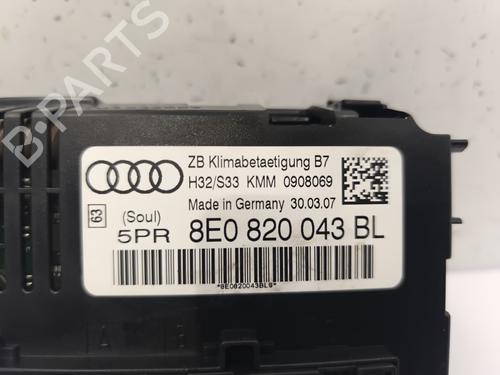 ZB Klimabetaetigung B7
H32/S33 KMM 0908069
Made in Germany 30.03.07
63
(Soul)
5PR 8E0 820 043 BL
*8E0820043BL9*
B-PARTS